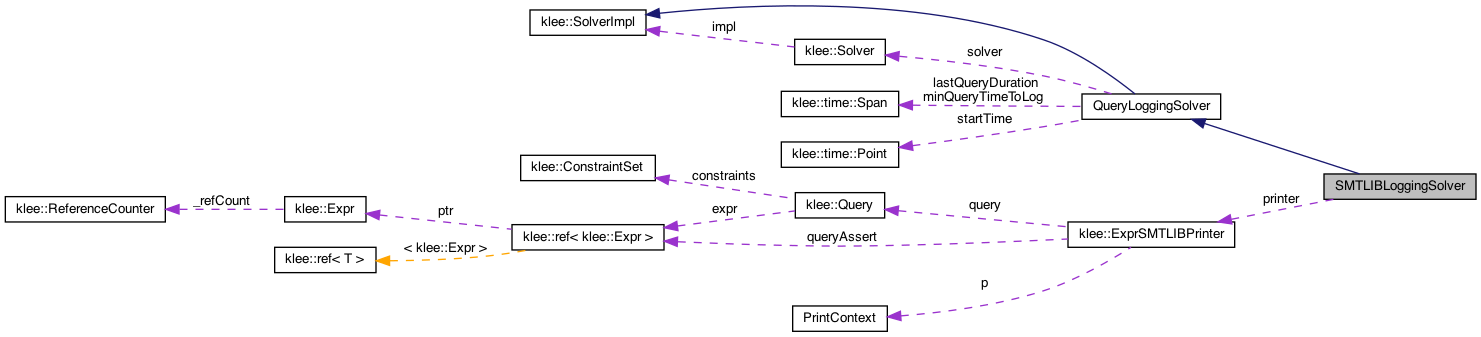 klee::SolverImpl
impl
klee::Solver
solver
lastQueryDuration
minQueryTimeToLog
klee::time::Span
QueryLoggingSolver
startTime
klee::time::Point
klee::ConstraintSet
constraints
SMTLIBLoggingSolver
printer
klee::ReferenceCounter
_refCount
klee::Expr
ptr
klee::Query
expr
query
klee::ref< klee::Expr >
queryAssert
klee::ExprSMTLIBPrinter
< klee::Expr >
klee::ref< T >
p
PrintContext